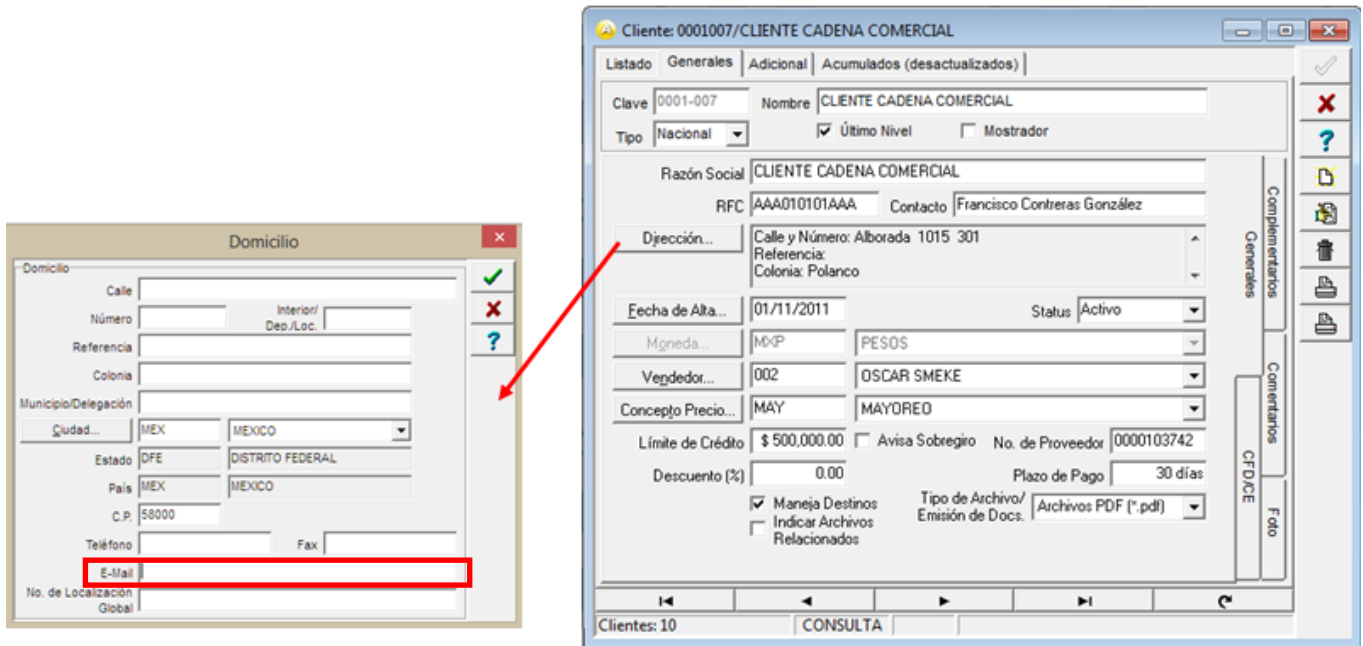 Domicilio
Domicilio
Calle
Número Interior/ Dep./Loc.
Referencia
Colonia
Municipio/Delegación
Ciudad... MEX MEXICO
Estado DFE DISTRITO FEDERAL
País MEX MEXICO
C.P. 58000
Teléfono Fax
E-Mail
No. de Localización
Global
Cliente: 0001007/CLIENTE CADENA COMERCIAL
Listado Generales Adicional Acumulados (desactualizados)
Clave 0001-007 Nombre CLIENTE CADENA COMERCIAL
Tipo Nacional Último Nivel Mostrador
Razón Social CLIENTE CADENA COMERCIAL
RFC AAA010101AAA Contacto Francisco Contreras González
Dirección... Calle y Número: Alborada 1015 301
Referencia:
Colonia: Polanco
Fecha de Alta... 01/11/2011 Status Activo
Moneda... MXP PESOS
Vendedor... 002 OSCAR SMEKE
Concepto Precio... MAY MAYOREO
Límite de Crédito $ 500,000.00 Avisa Sobregiro No. de Proveedor 0000103742
Descuento (%) 0.00 Plazo de Pago 30 días
Maneja Destinos Tipo de Archivo/ Emisión de Docs. Archivos PDF (*.pdf)
Indicar Archivos
Relacionados
Generales
CFD/CE
Complementarios
Comentarios
Foto
Clientes: 10 CONSULTA